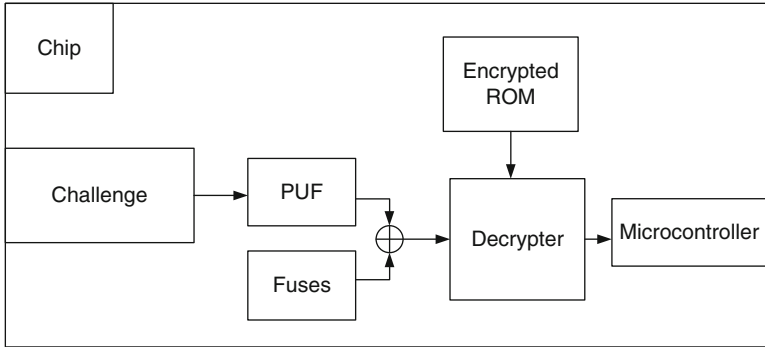 Chip
Encrypted
ROM
Challenge
PUF
Fuses
Decrypter
Microcontroller